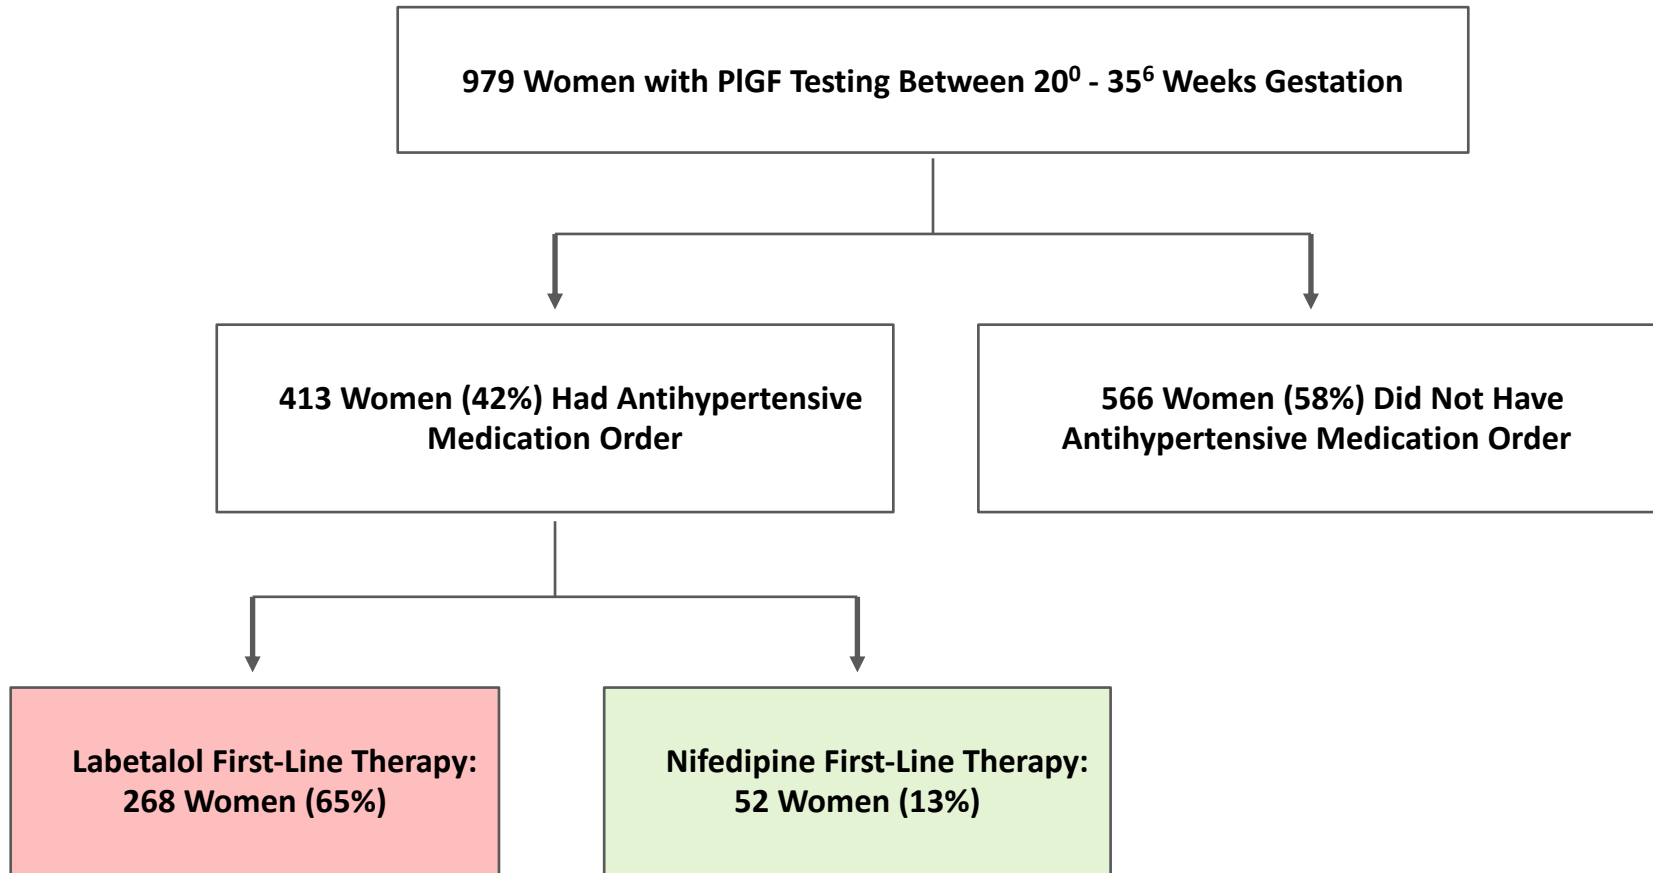 979 Women with PlGF Testing Between 20⁰ - 35⁶ Weeks Gestation
413 Women (42%) Had Antihypertensive
Medication Order
566 Women (58%) Did Not Have
Antihypertensive Medication Order
Labetalol First-Line Therapy:
268 Women (65%)
Nifedipine First-Line Therapy:
52 Women (13%)